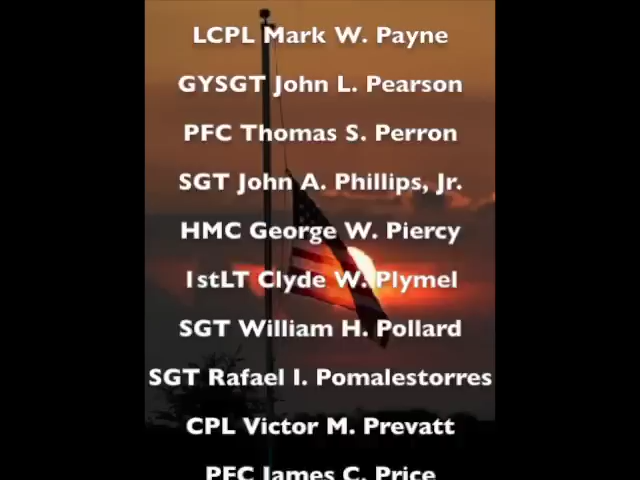 LCPL Mark W. Payne
GYSGT John L. Pearson
PFC Thomas S. Perron
SGT John A. Phillips, Jr.
HMC George W. Piercy
1stLT Clyde W. Plymel
SGT William H. Pollard
SGT Rafael I. Pomalestorres
CPL Victor M. Prevatt
PFC James C. Price